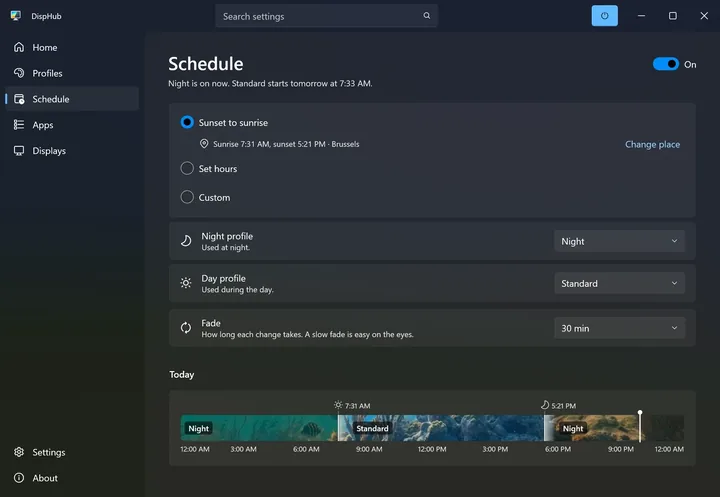 DispHub
Search settings
Home
Profiles
Schedule
Apps
Displays
Settings
About
Schedule
On
Night is on now. Standard starts tomorrow at 7:33 AM.
Sunset to sunrise
Sunrise 7:31 AM, sunset 5:21 PM · Brussels
Change place
Set hours
Custom
Night profile
Used at night.
Night
Day profile
Used during the day.
Standard
Fade
How long each change takes. A slow fade is easy on the eyes.
30 min
Today
7:31 AM 5:21 PM
Night Standard Night
12:00 AM 3:00 AM 6:00 AM 9:00 AM 12:00 PM 3:00 PM 6:00 PM 9:00 PM 12:00 AM